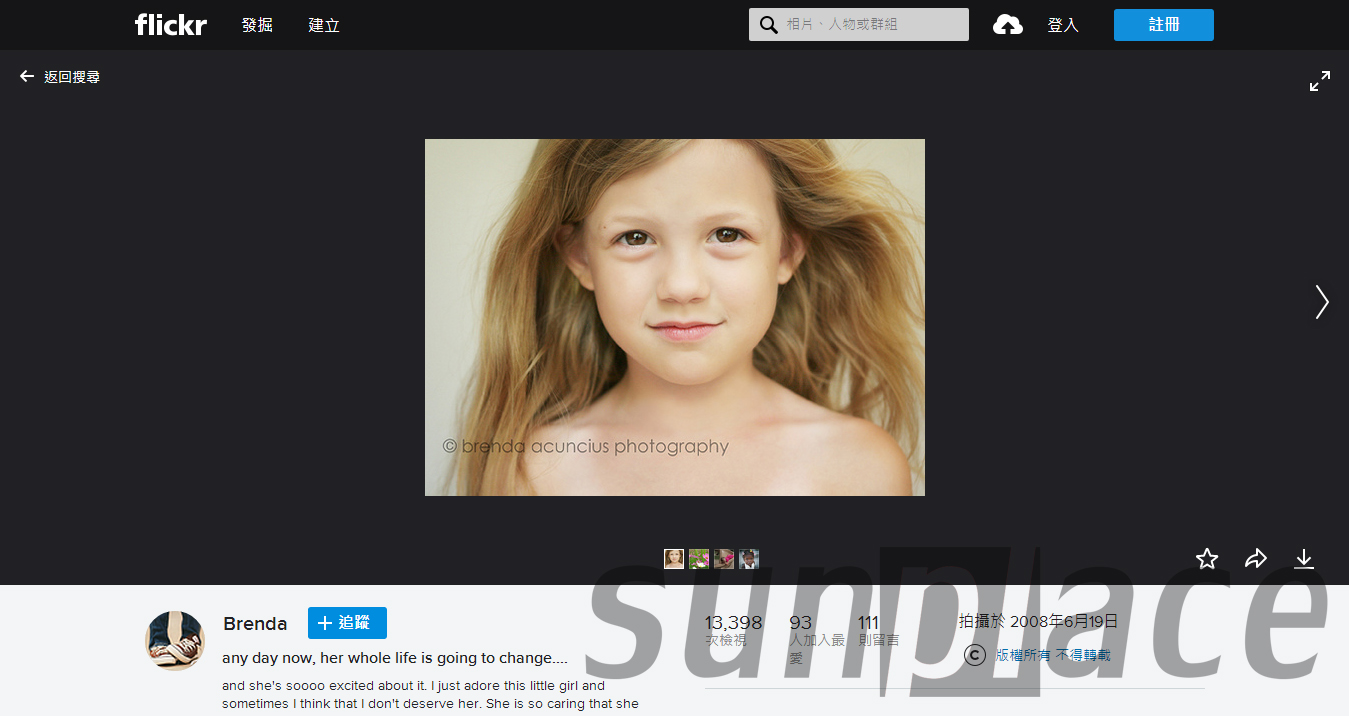 flickr 發掘 建立 相片、人物或群組 登入 註冊
返回搜尋
© brenda acuncius photography
sunplace
Brenda 追蹤 13,398 93 111 拍攝於 2008年6月19日
次檢視 人加入最愛 則留言
any day now, her whole life is going to change.... © 版權所有 不得轉載
and she's soooo excited about it. I just adore this little girl and
sometimes I think that I don't deserve her. She is so caring that she